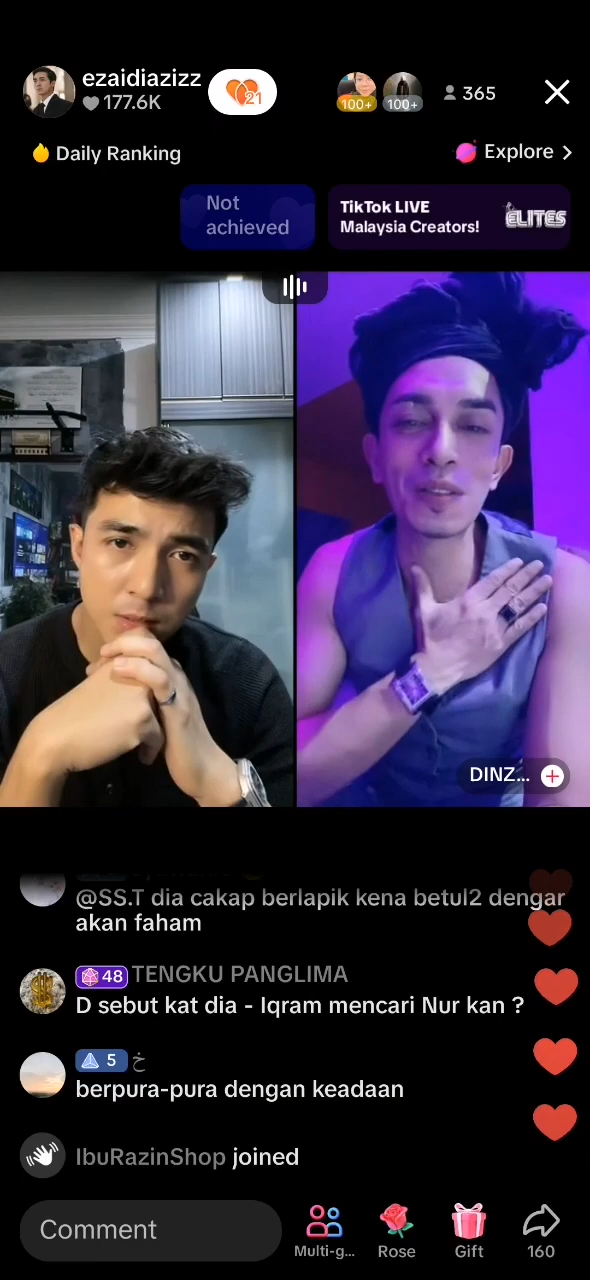 ezaidiazizz
177.6K
21
100+
100+
365
Daily Ranking
Explore
Not
achieved
TikTok LIVE
Malaysia Creators!
ELITES
DINZ...
@SS.T dia cakap berlapik kena betul2 dengar
akan faham
48 TENGKU PANGLIMA
D sebut kat dia - Iqram mencari Nur kan ?
5 خ
berpura-pura dengan keadaan
IbuRazinShop joined
Comment
Multi-g...
Rose
Gift
160